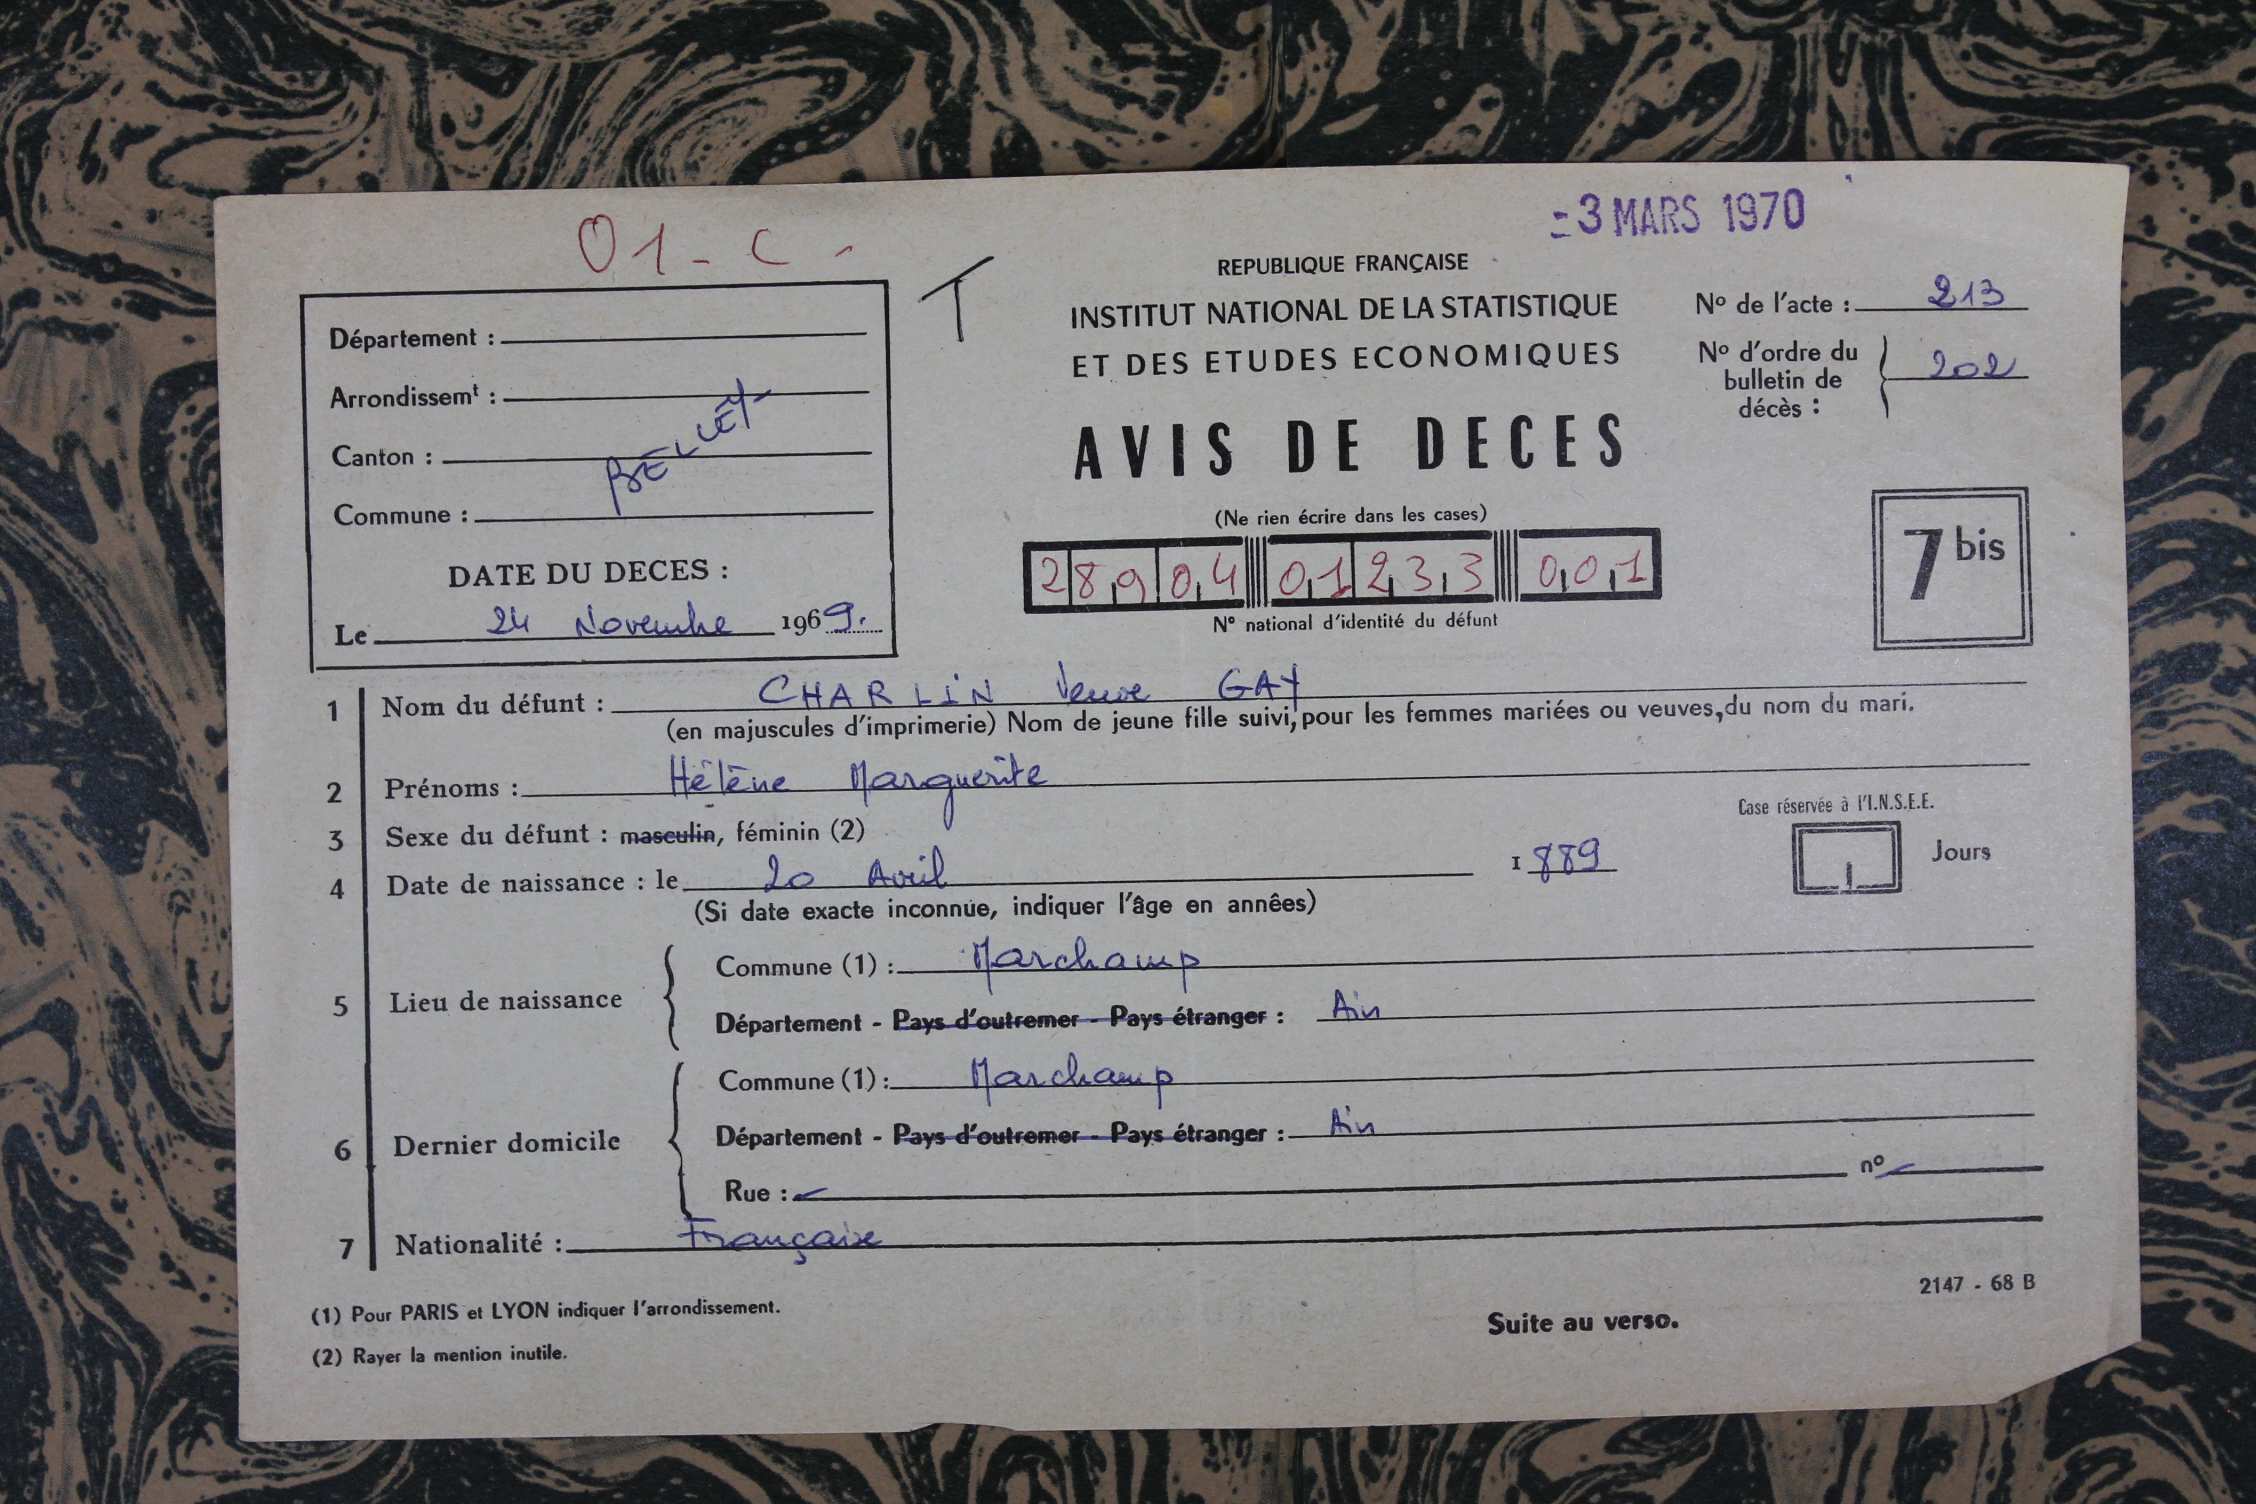 01 - C -
= 3 MARS 1970
T
Département :
Arrondissemt :
Canton :
Commune :
BELLEY
DATE DU DECES :
Le 24 Novembre 1969.
REPUBLIQUE FRANÇAISE
INSTITUT NATIONAL DE LA STATISTIQUE
ET DES ETUDES ECONOMIQUES
AVIS DE DECES
(Ne rien écrire dans les cases)
2 8 9 0 4 0 1 2 3 3 0 0 1
N° national d'identité du défunt
N° de l'acte : 213
N° d'ordre du
bulletin de
décès :
202
7 bis
1 Nom du défunt : CHARLIN Veuve GAY
(en majuscules d'imprimerie) Nom de jeune fille suivi, pour les femmes mariées ou veuves, du nom du mari.
2 Prénoms : Hélène Marguerite
3 Sexe du défunt : masculin, féminin (2)
4 Date de naissance : le 20 Avril 1889
(Si date exacte inconnue, indiquer l'âge en années)
Case réservée à l'I.N.S.E.E.
Jours
5 Lieu de naissance
Commune (1) : Marchamp
Département - Pays d'outremer - Pays étranger : Ain
6 Dernier domicile
Commune (1) : Marchamp
Département - Pays d'outremer - Pays étranger : Ain
Rue : n°
7 Nationalité : Française
2147 - 68 B
(1) Pour PARIS et LYON indiquer l'arrondissement.
Suite au verso.
(2) Rayer la mention inutile.